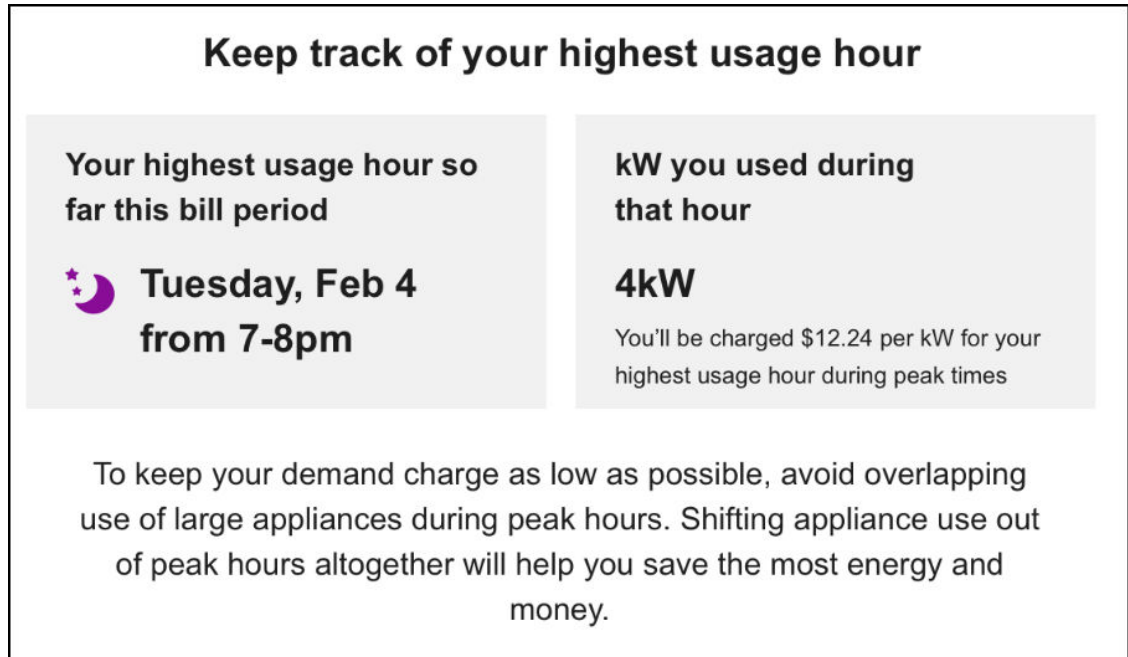 Keep track of your highest usage hour
Your highest usage hour so
far this bill period
Tuesday, Feb 4
from 7-8pm
kW you used during
that hour
4kW
You’ll be charged $12.24 per kW for your
highest usage hour during peak times
To keep your demand charge as low as possible, avoid overlapping
use of large appliances during peak hours. Shifting appliance use out
of peak hours altogether will help you save the most energy and
money.